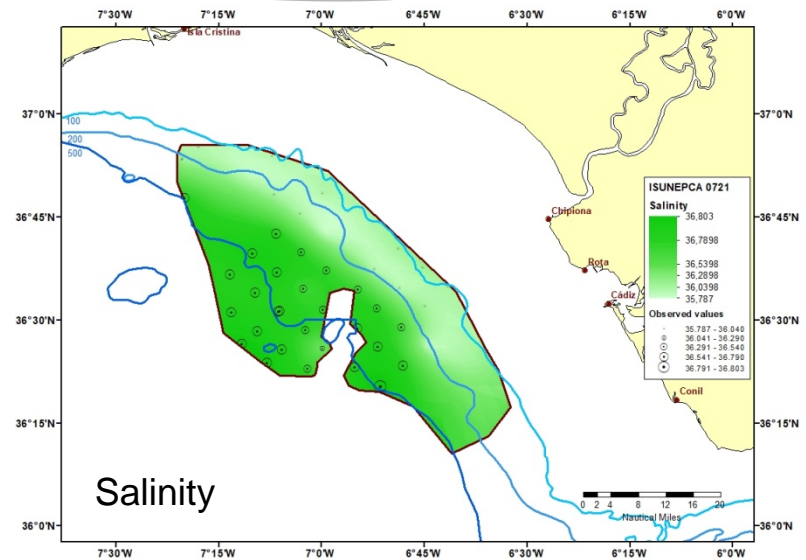 7°30'W 7°15'W 7°0'W 6°45'W 6°30'W 6°15'W 6°0'W
Isla Cristina
37°0'N 37°0'N
100
200
500
ISUNEPCA 0721
Salinity
36,803
36,7898
36,5398
36,2898
36,0398
35,787
Observed values
35.787 - 36.040
36.041 - 36.290
36.291 - 36.540
36.541 - 36.790
36.791 - 36.803
36°45'N 36°45'N
Chipiona
Rota
Cádiz
36°30'N 36°30'N
Conil
36°15'N 36°15'N
Salinity
0 2 4 8 12 16 20
Nautical Miles
36°0'N 36°0'N
7°30'W 7°15'W 7°0'W 6°45'W 6°30'W 6°15'W 6°0'W